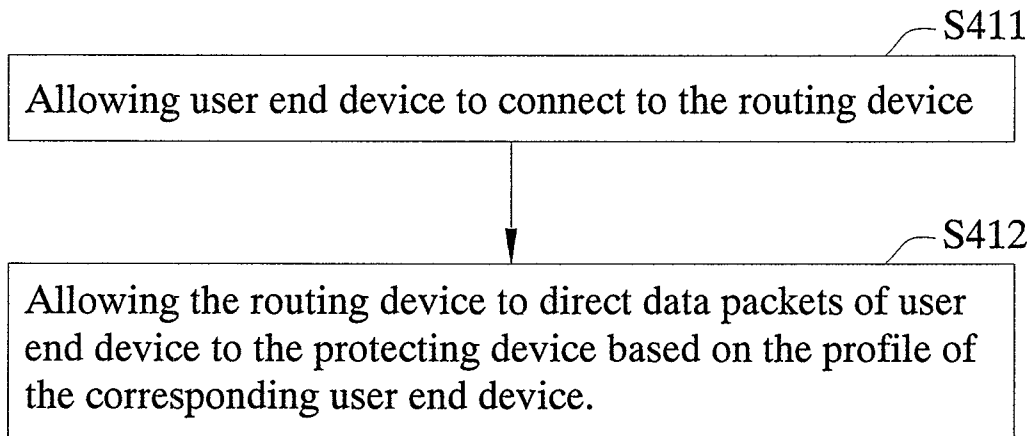 S411
Allowing user end device to connect to the routing device
S412
Allowing the routing device to direct data packets of user
end device to the protecting device based on the profile of
the corresponding user end device.